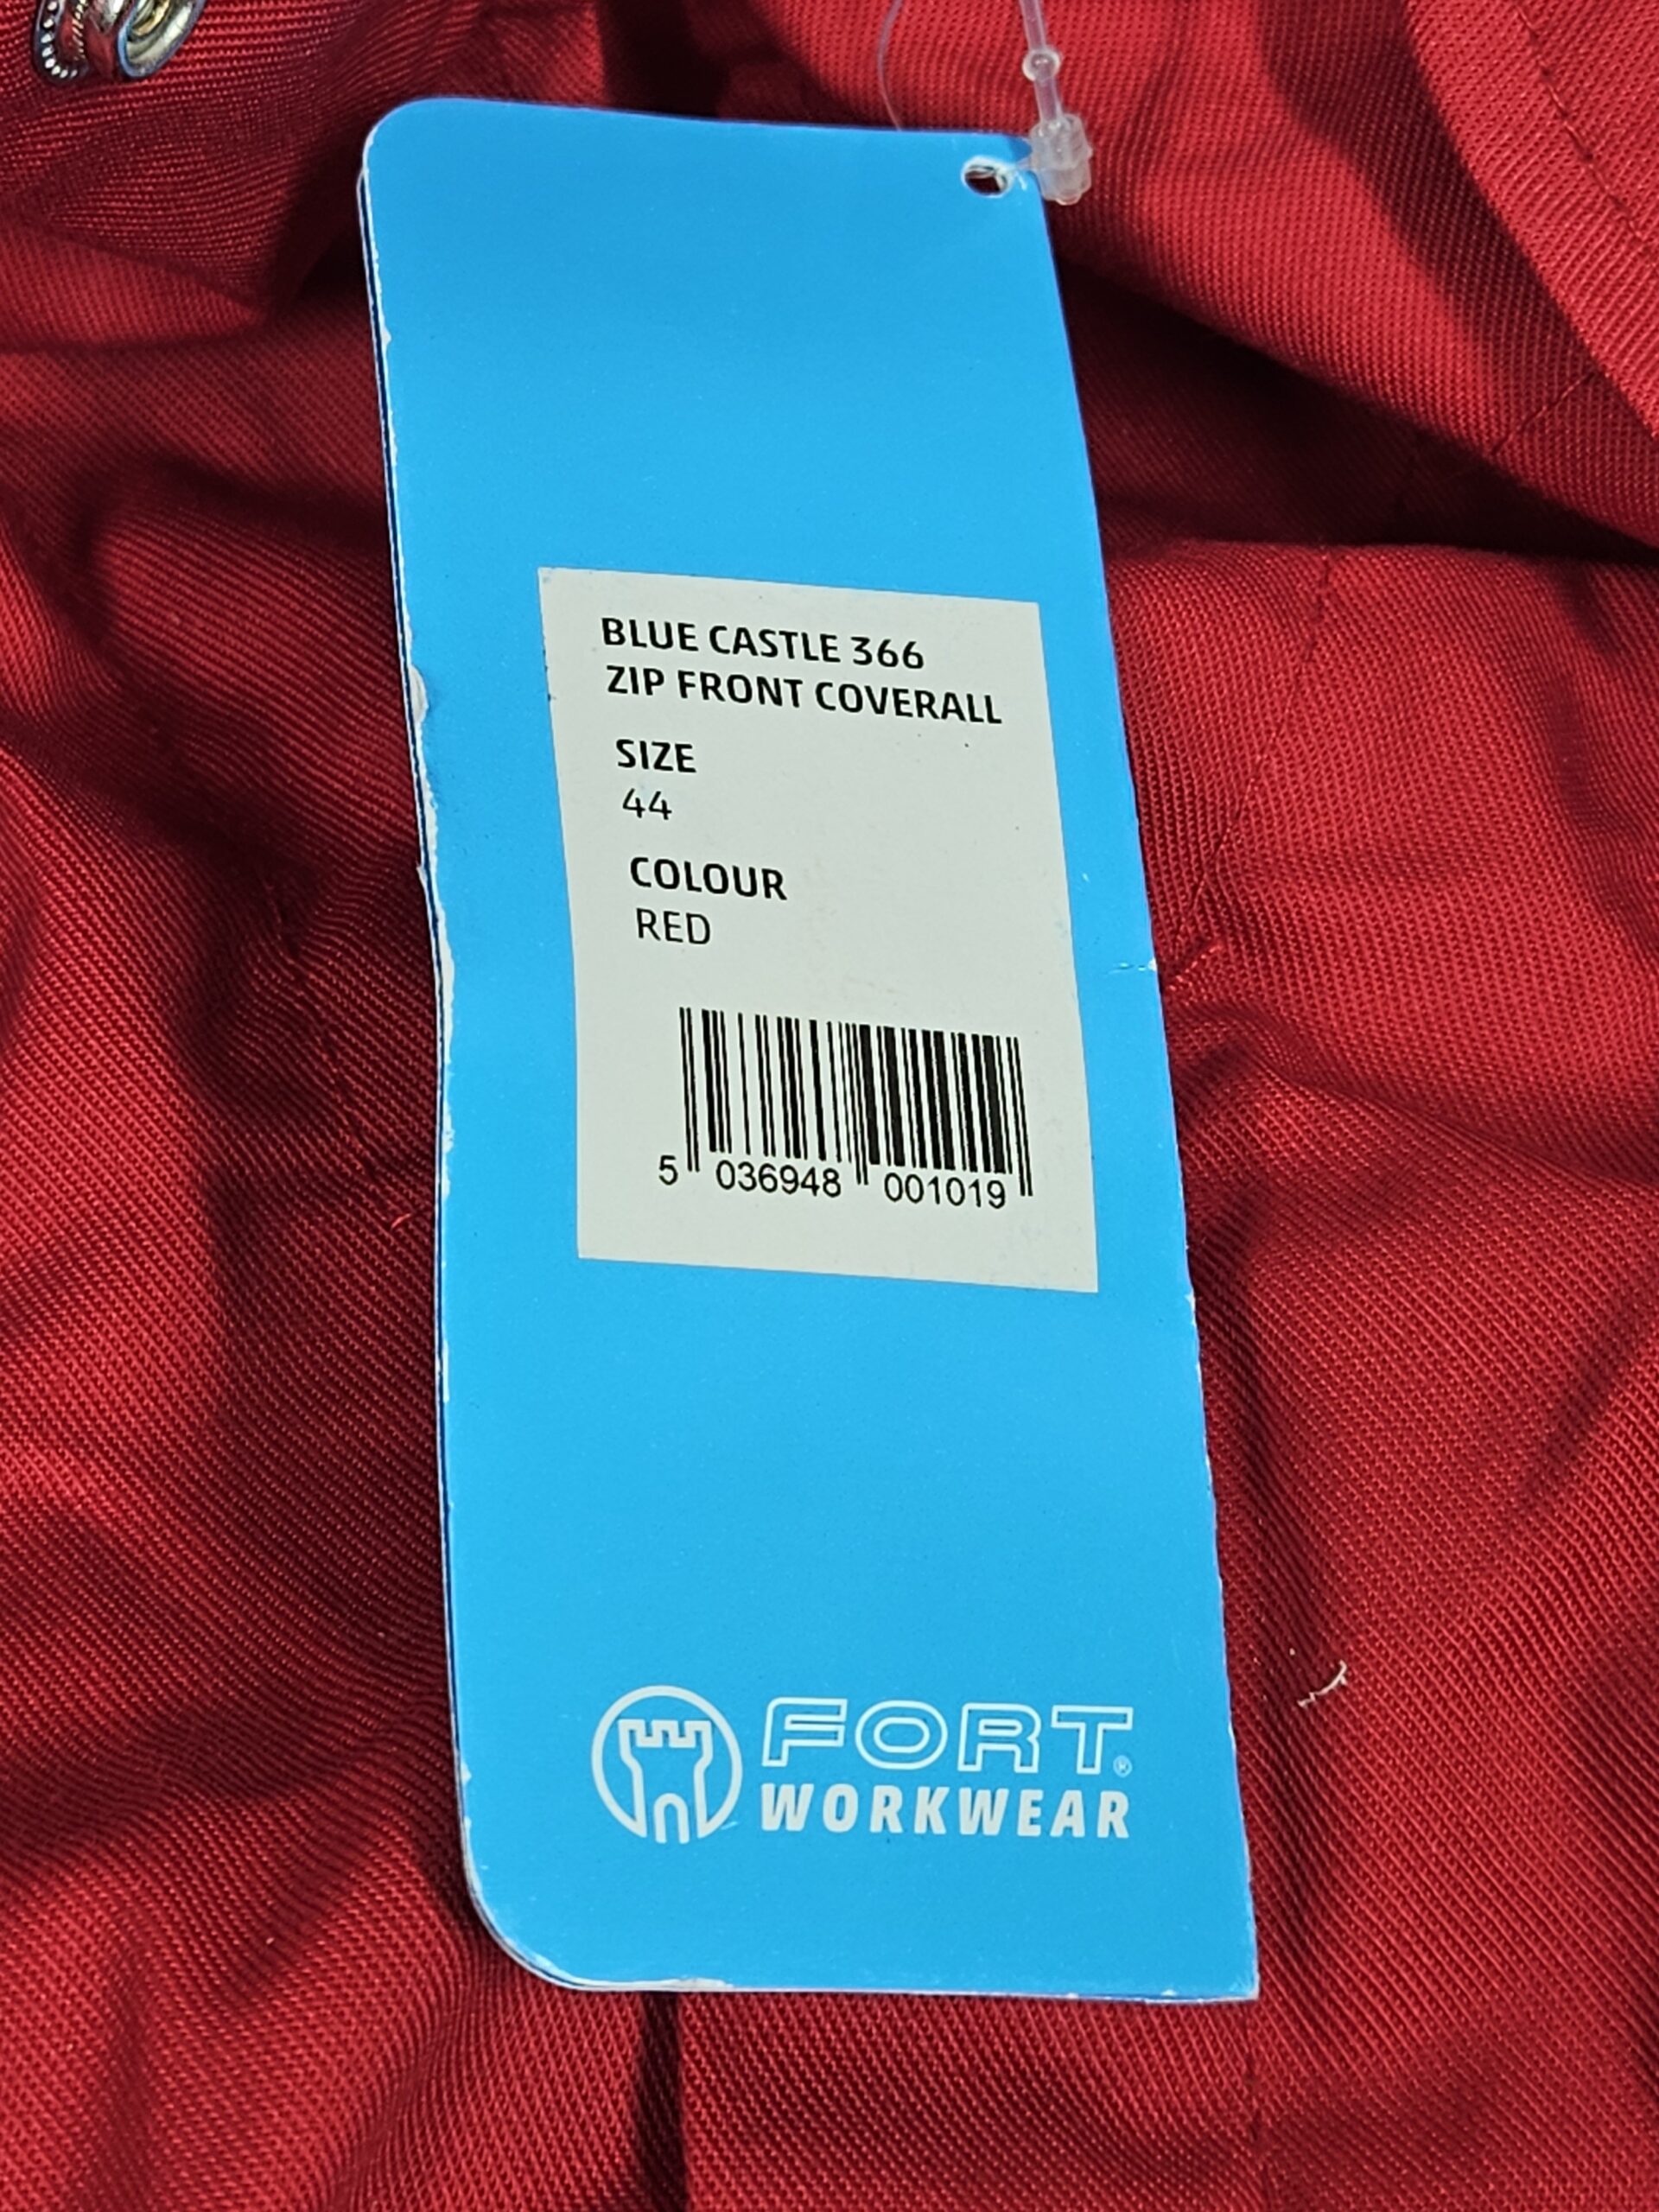 BLUE CASTLE 366
ZIP FRONT COVERALL
SIZE
44
COLOUR
RED
5 036948 001019
FORT®
WORKWEAR